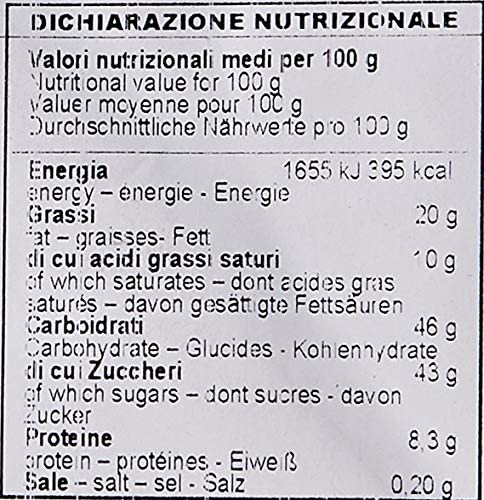 DICHIARAZIONE NUTRIZIONALE
Valori nutrizionali medi per 100 g
Nutritional value for 100 g
Valuer moyenne pour 100 g
Durchschnittliche Nährwerte pro 100 g
Energia 1655 kJ 395 kcal
energy – énergie - Energie
Grassi 20 g
fat – graisses- Fett
di cui acidi grassi saturi 10 g
of which saturates – dont acides gras
saturés – davon gesättigte Fettsäuren
Carboidrati 46 g
Carbohydrate – Glucides - Kohlenhydrate
di cui Zuccheri 43 g
of which sugars – dont sucres - davon
Zucker
Proteine 8,3 g
protein – protéines - Eiweiß
Sale – salt – sel - Salz 0,20 g